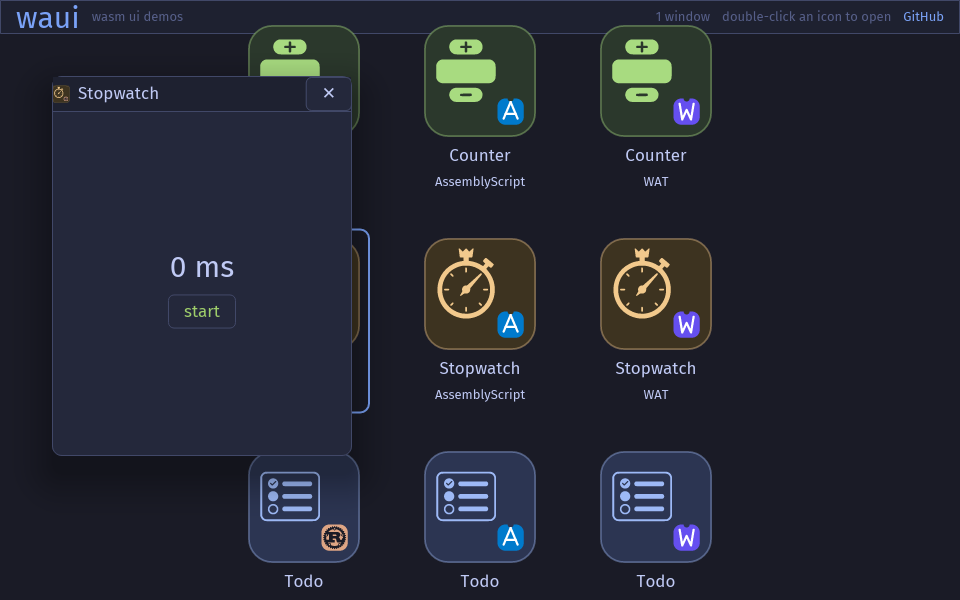 waui wasm ui demos 1 window double-click an icon to open GitHub
Stopwatch ✕
0 ms
start
Counter
AssemblyScript
Counter
WAT
Stopwatch
AssemblyScript
Stopwatch
WAT
Todo
Todo
Todo